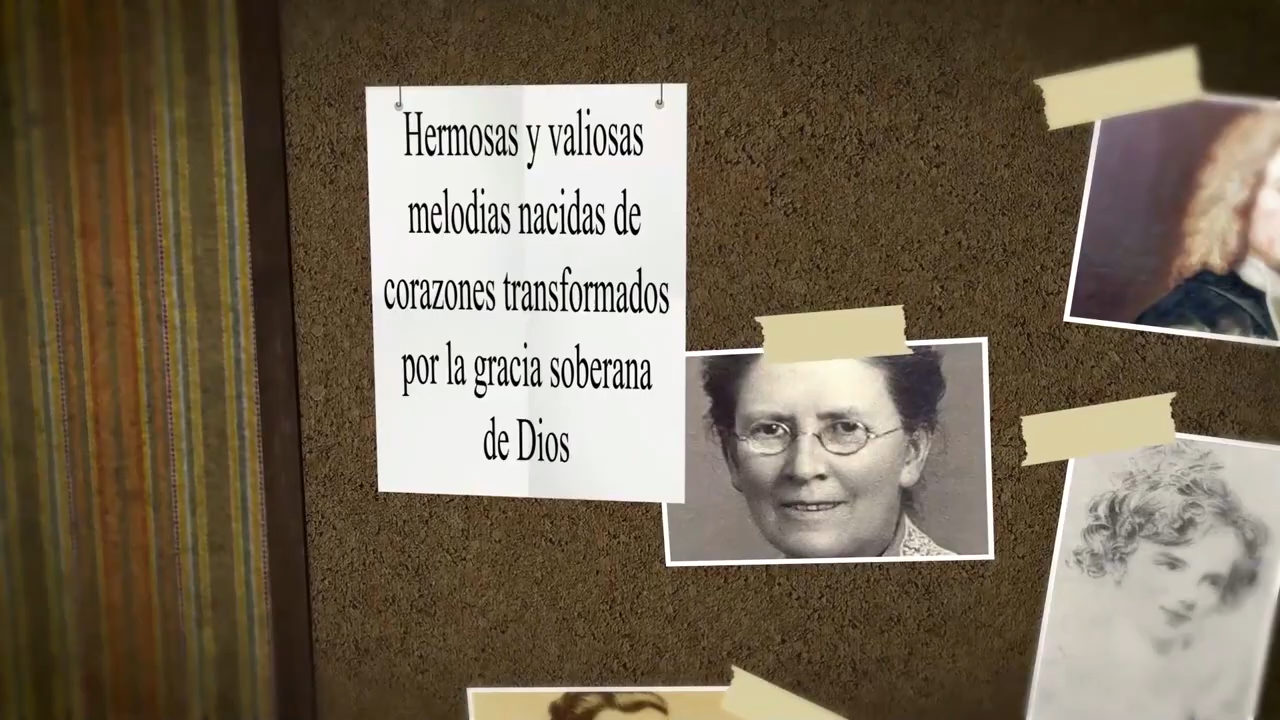 Hermosas y valiosas
melodias nacidas de
corazones transformados
por la gracia soberana
de Dios